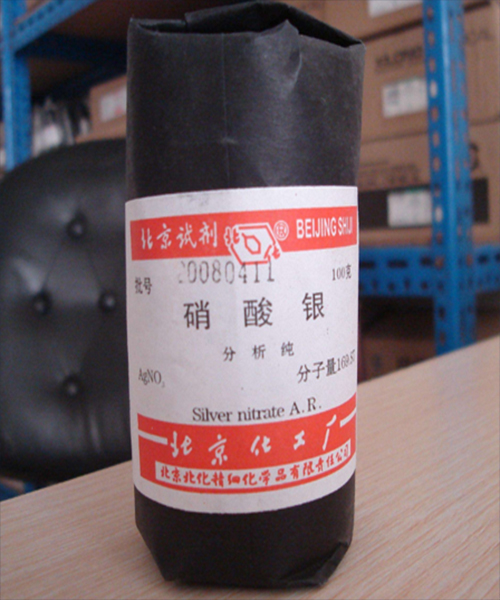 北京试剂 BEIJING SHIJI
批号 20080411 100克
硝酸银
分析纯
AgNO₃ 分子量169.87
Silver nitrate A.R.
北京化工厂
北京北化精细化学品有限责任公司